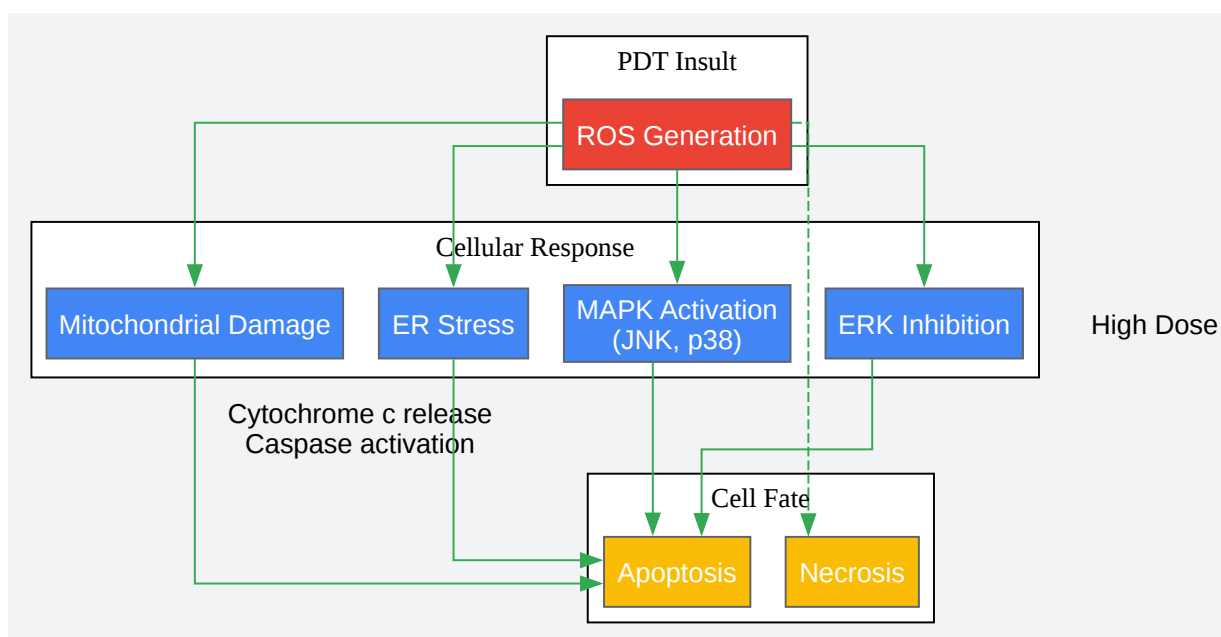 PDT Insult
ROS Generation
Cellular Response
Mitochondrial Damage
ER Stress
MAPK Activation
(JNK, p38)
ERK Inhibition
High Dose
Cytochrome c release
Caspase activation
Cell Fate
Apoptosis
Necrosis